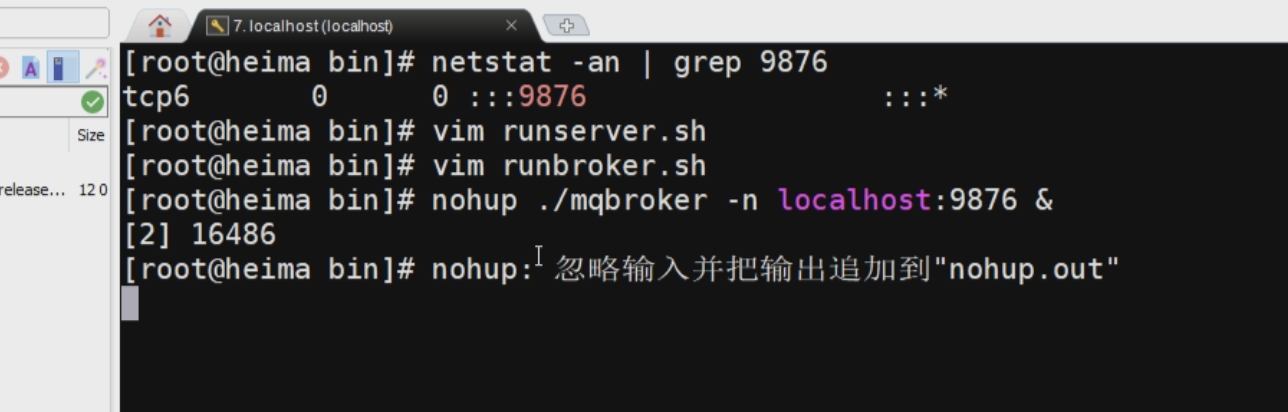 7. localhost (localhost)
[root@heima bin]# netstat -an | grep 9876
tcp6 0 0 :::9876 :::*
Size
[root@heima bin]# vim runserver.sh
[root@heima bin]# vim runbroker.sh
release... 12 0
[root@heima bin]# nohup ./mqbroker -n localhost:9876 &
[2] 16486
[root@heima bin]# nohup: 忽略输入并把输出追加到"nohup.out"